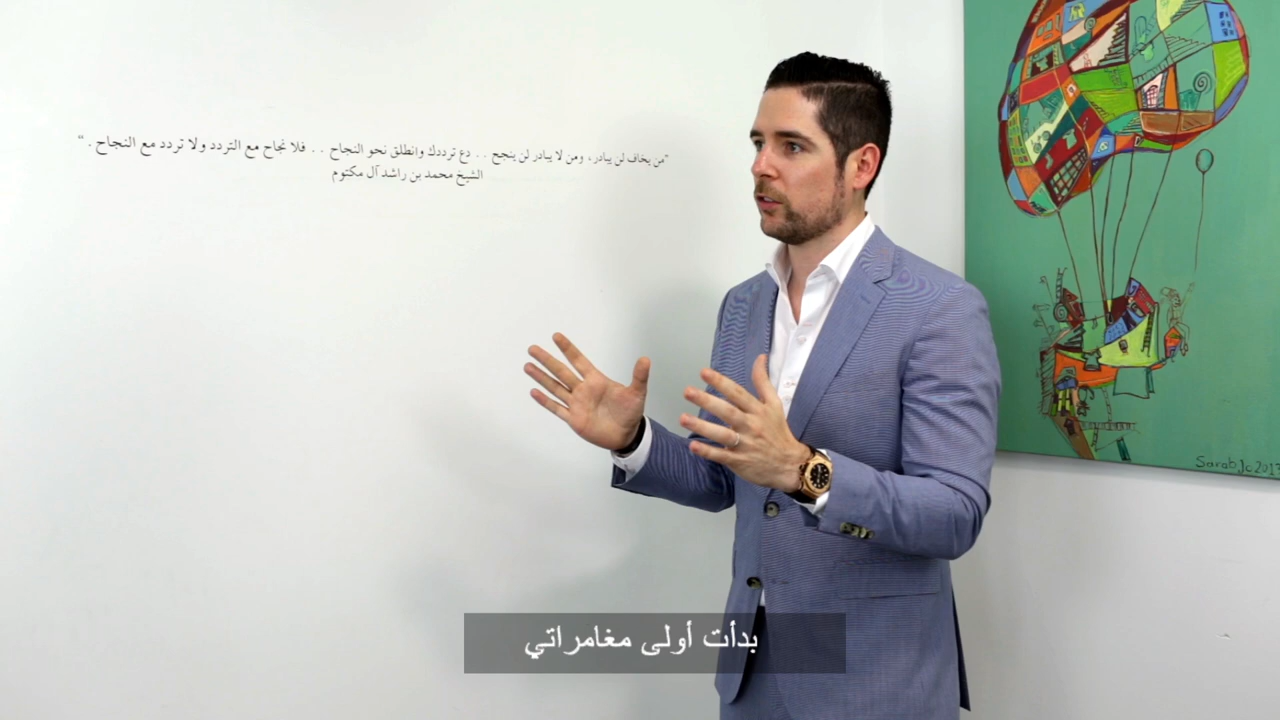 "من يخاف لن يبادر، ومن لا يبادر لن ينجح . . دع ترددك وانطلق نحو النجاح . . فلا نجاح مع التردد ولا تردد مع النجاح . "
الشيخ محمد بن راشد آل مكتوم
Sarab Jc 2017
بدأت أولى مغامراتي